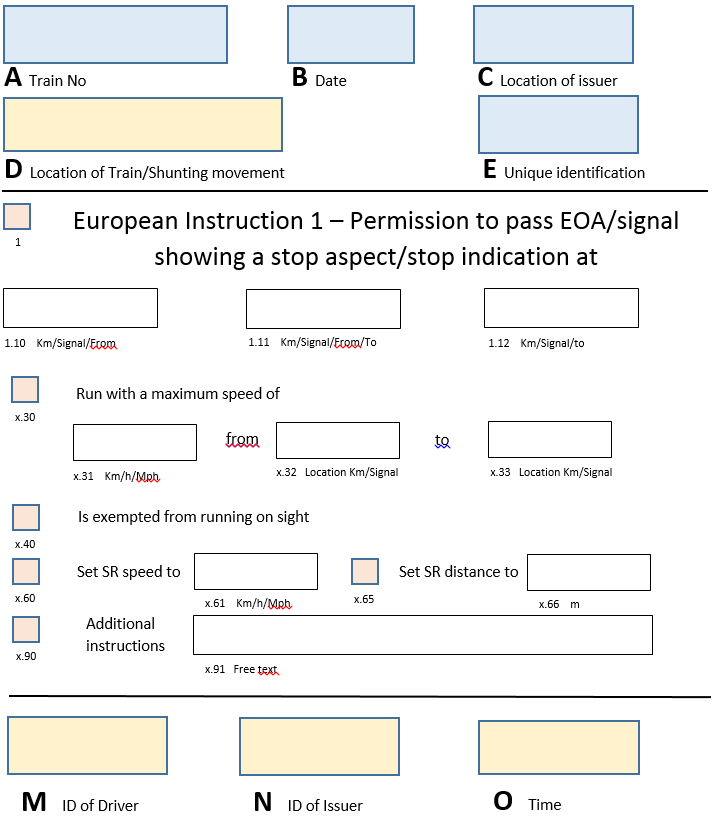 A Train No
B Date
C Location of issuer
D Location of Train/Shunting movement
E Unique identification
1
European Instruction 1 – Permission to pass EOA/signal
showing a stop aspect/stop indication at
1.10 Km/Signal/From
1.11 Km/Signal/From/To
1.12 Km/Signal/to
x.30
Run with a maximum speed of
from
to
x.31 Km/h/Mph
x.32 Location Km/Signal
x.33 Location Km/Signal
Is exempted from running on sight
x.40
Set SR speed to
Set SR distance to
x.60
x.61 Km/h/Mph
x.65
x.66 m
Additional
instructions
x.90
x.91 Free text
M ID of Driver
N ID of Issuer
O Time